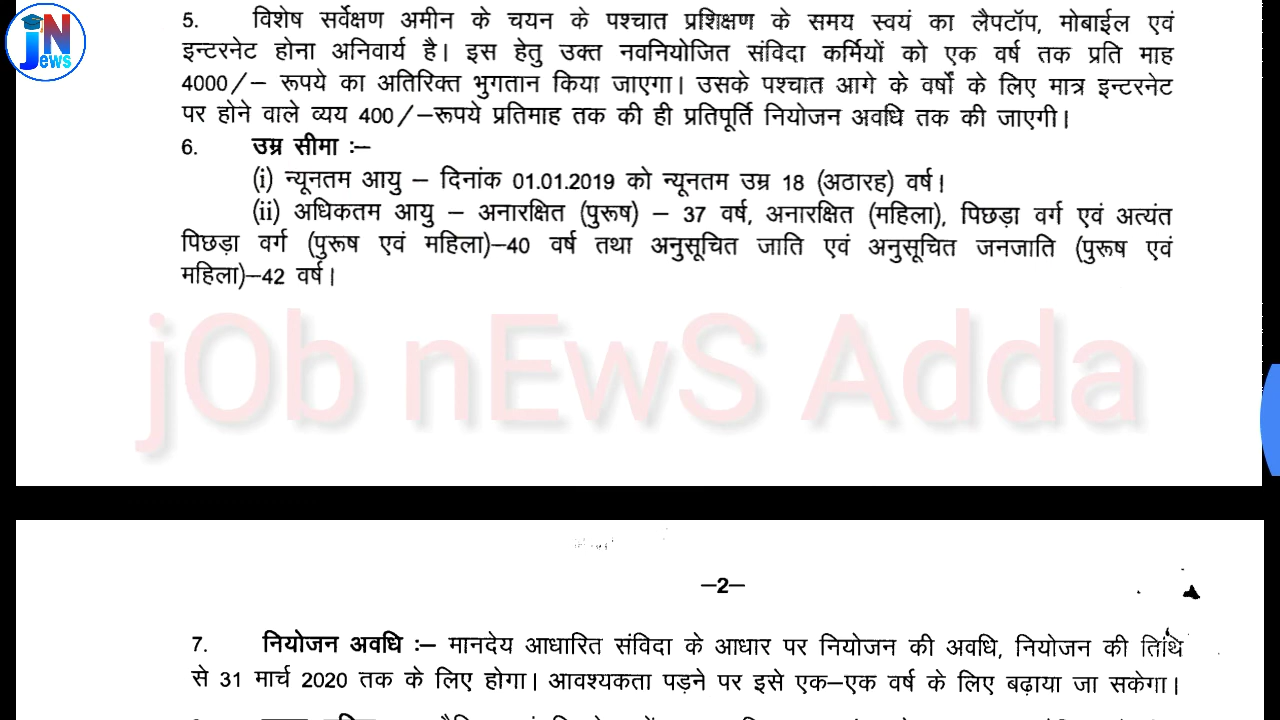 JN
ews
5. विशेष सर्वेक्षण अमीन के चयन के पश्चात प्रशिक्षण के समय स्वयं का लैपटॉप, मोबाईल एवं
इन्टरनेट होना अनिवार्य है। इस हेतु उक्त नवनियोजित संविदा कर्मियों को एक वर्ष तक प्रति माह
4000/– रूपये का अतिरिक्त भुगतान किया जाएगा। उसके पश्चात आगे के वर्षों के लिए मात्र इन्टरनेट
पर होने वाले व्यय 400/–रूपये प्रतिमाह तक की ही प्रतिपूर्ति नियोजन अवधि तक की जाएगी।
6. उम्र सीमा :–
(i) न्यूनतम आयु – दिनांक 01.01.2019 को न्यूनतम उम्र 18 (अठारह) वर्ष।
(ii) अधिकतम आयु – अनारक्षित (पुरूष) – 37 वर्ष, अनारक्षित (महिला), पिछड़ा वर्ग एवं अत्यंत
पिछड़ा वर्ग (पुरूष एवं महिला)–40 वर्ष तथा अनुसूचित जाति एवं अनुसूचित जनजाति (पुरूष एवं
महिला)–42 वर्ष।
jOb nEwS Adda
–2–
7. नियोजन अवधि :– मानदेय आधारित संविदा के आधार पर नियोजन की अवधि, नियोजन की तिथि
से 31 मार्च 2020 तक के लिए होगा। आवश्यकता पड़ने पर इसे एक–एक वर्ष के लिए बढ़ाया जा सकेगा।